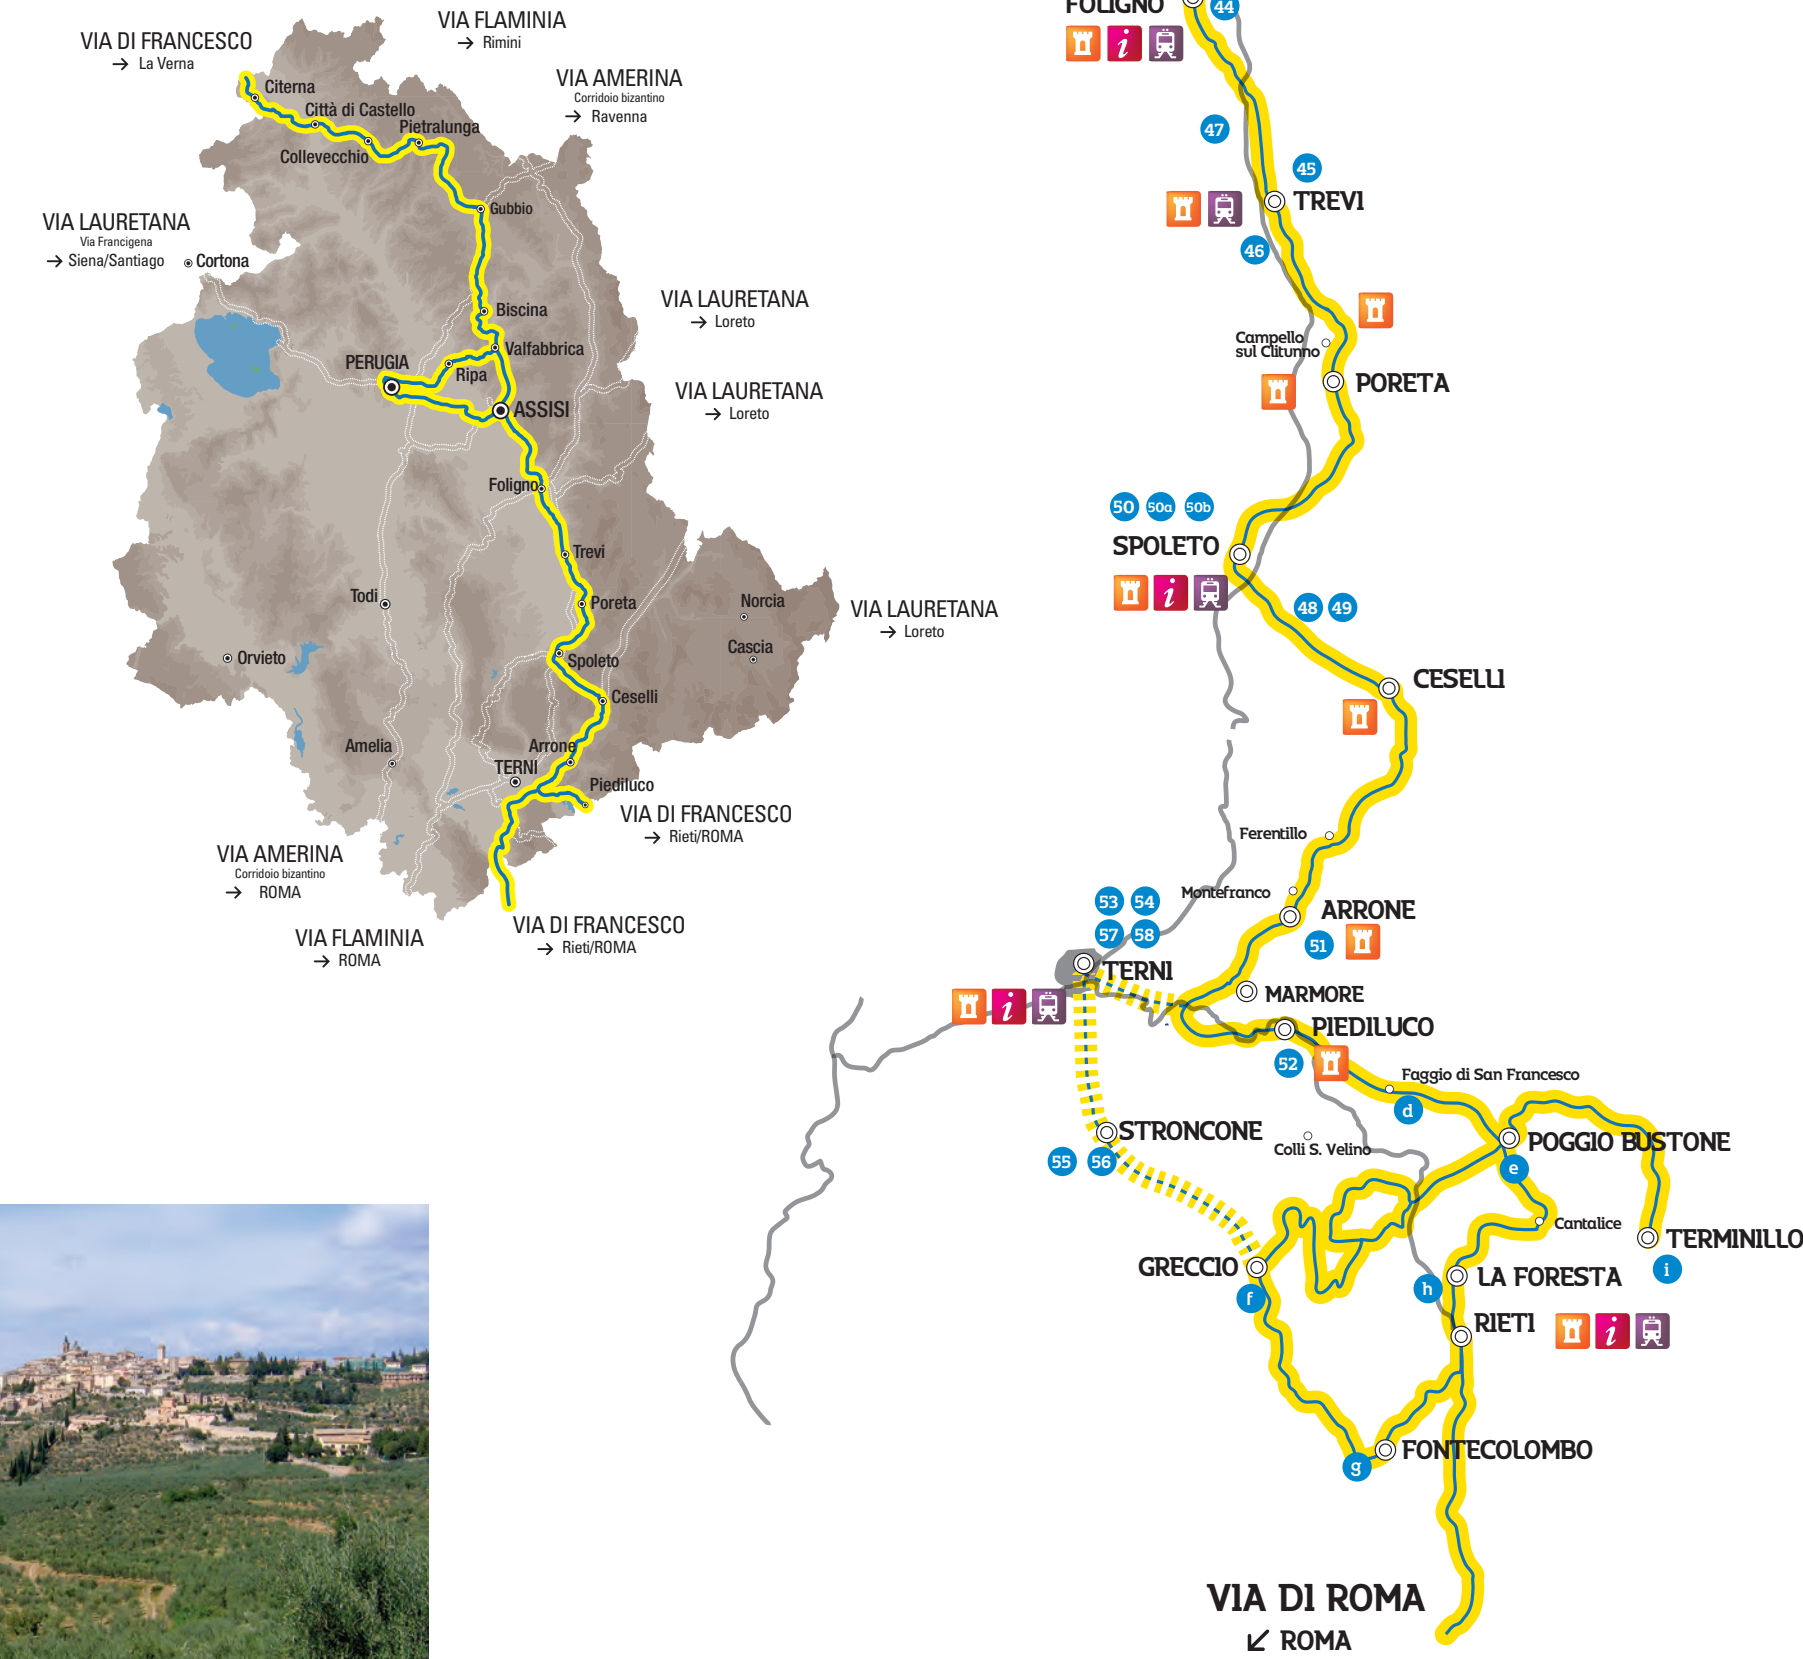 VIA DI FRANCESCO
→ La Verna
VIA FLAMINIA
→ Rimini
VIA AMERINA
Corridoio bizantino
→ Ravenna
Citerna
Città di Castello
Pietralunga
Collevecchio
Gubbio
VIA LAURETANA
Via Francigena
→ Siena/Santiago
Cortona
Biscina
VIA LAURETANA
→ Loreto
Valfabbrica
PERUGIA
Ripa
VIA LAURETANA
→ Loreto
ASSISI
Foligno
Trevi
Todi
Poreta
Norcia
VIA LAURETANA
→ Loreto
Orvieto
Spoleto
Cascia
Ceselli
Amelia
Arrone
TERNI
Piediluco
VIA DI FRANCESCO
→ Rieti/ROMA
VIA AMERINA
Corridoio bizantino
→ ROMA
VIA FLAMINIA
→ ROMA
VIA DI FRANCESCO
→ Rieti/ROMA
FOLIGNO
44
i
47
45
TREVI
46
Campello
sul Clitunno
PORETA
50 50a 50b
SPOLETO
i
48 49
CESELLI
Ferentillo
Montefranco
53 54
57 58
ARRONE
51
TERNI
MARMORE
i
PIEDILUCO
52
Faggio di San Francesco
d
STRONCONE
55 56
Colli S. Velino
POGGIO BUSTONE
e
Cantalice
TERMINILLO
i
GRECCIO
f
h
LA FORESTA
RIETI
i
FONTECOLOMBO
g
VIA DI ROMA
↙ ROMA